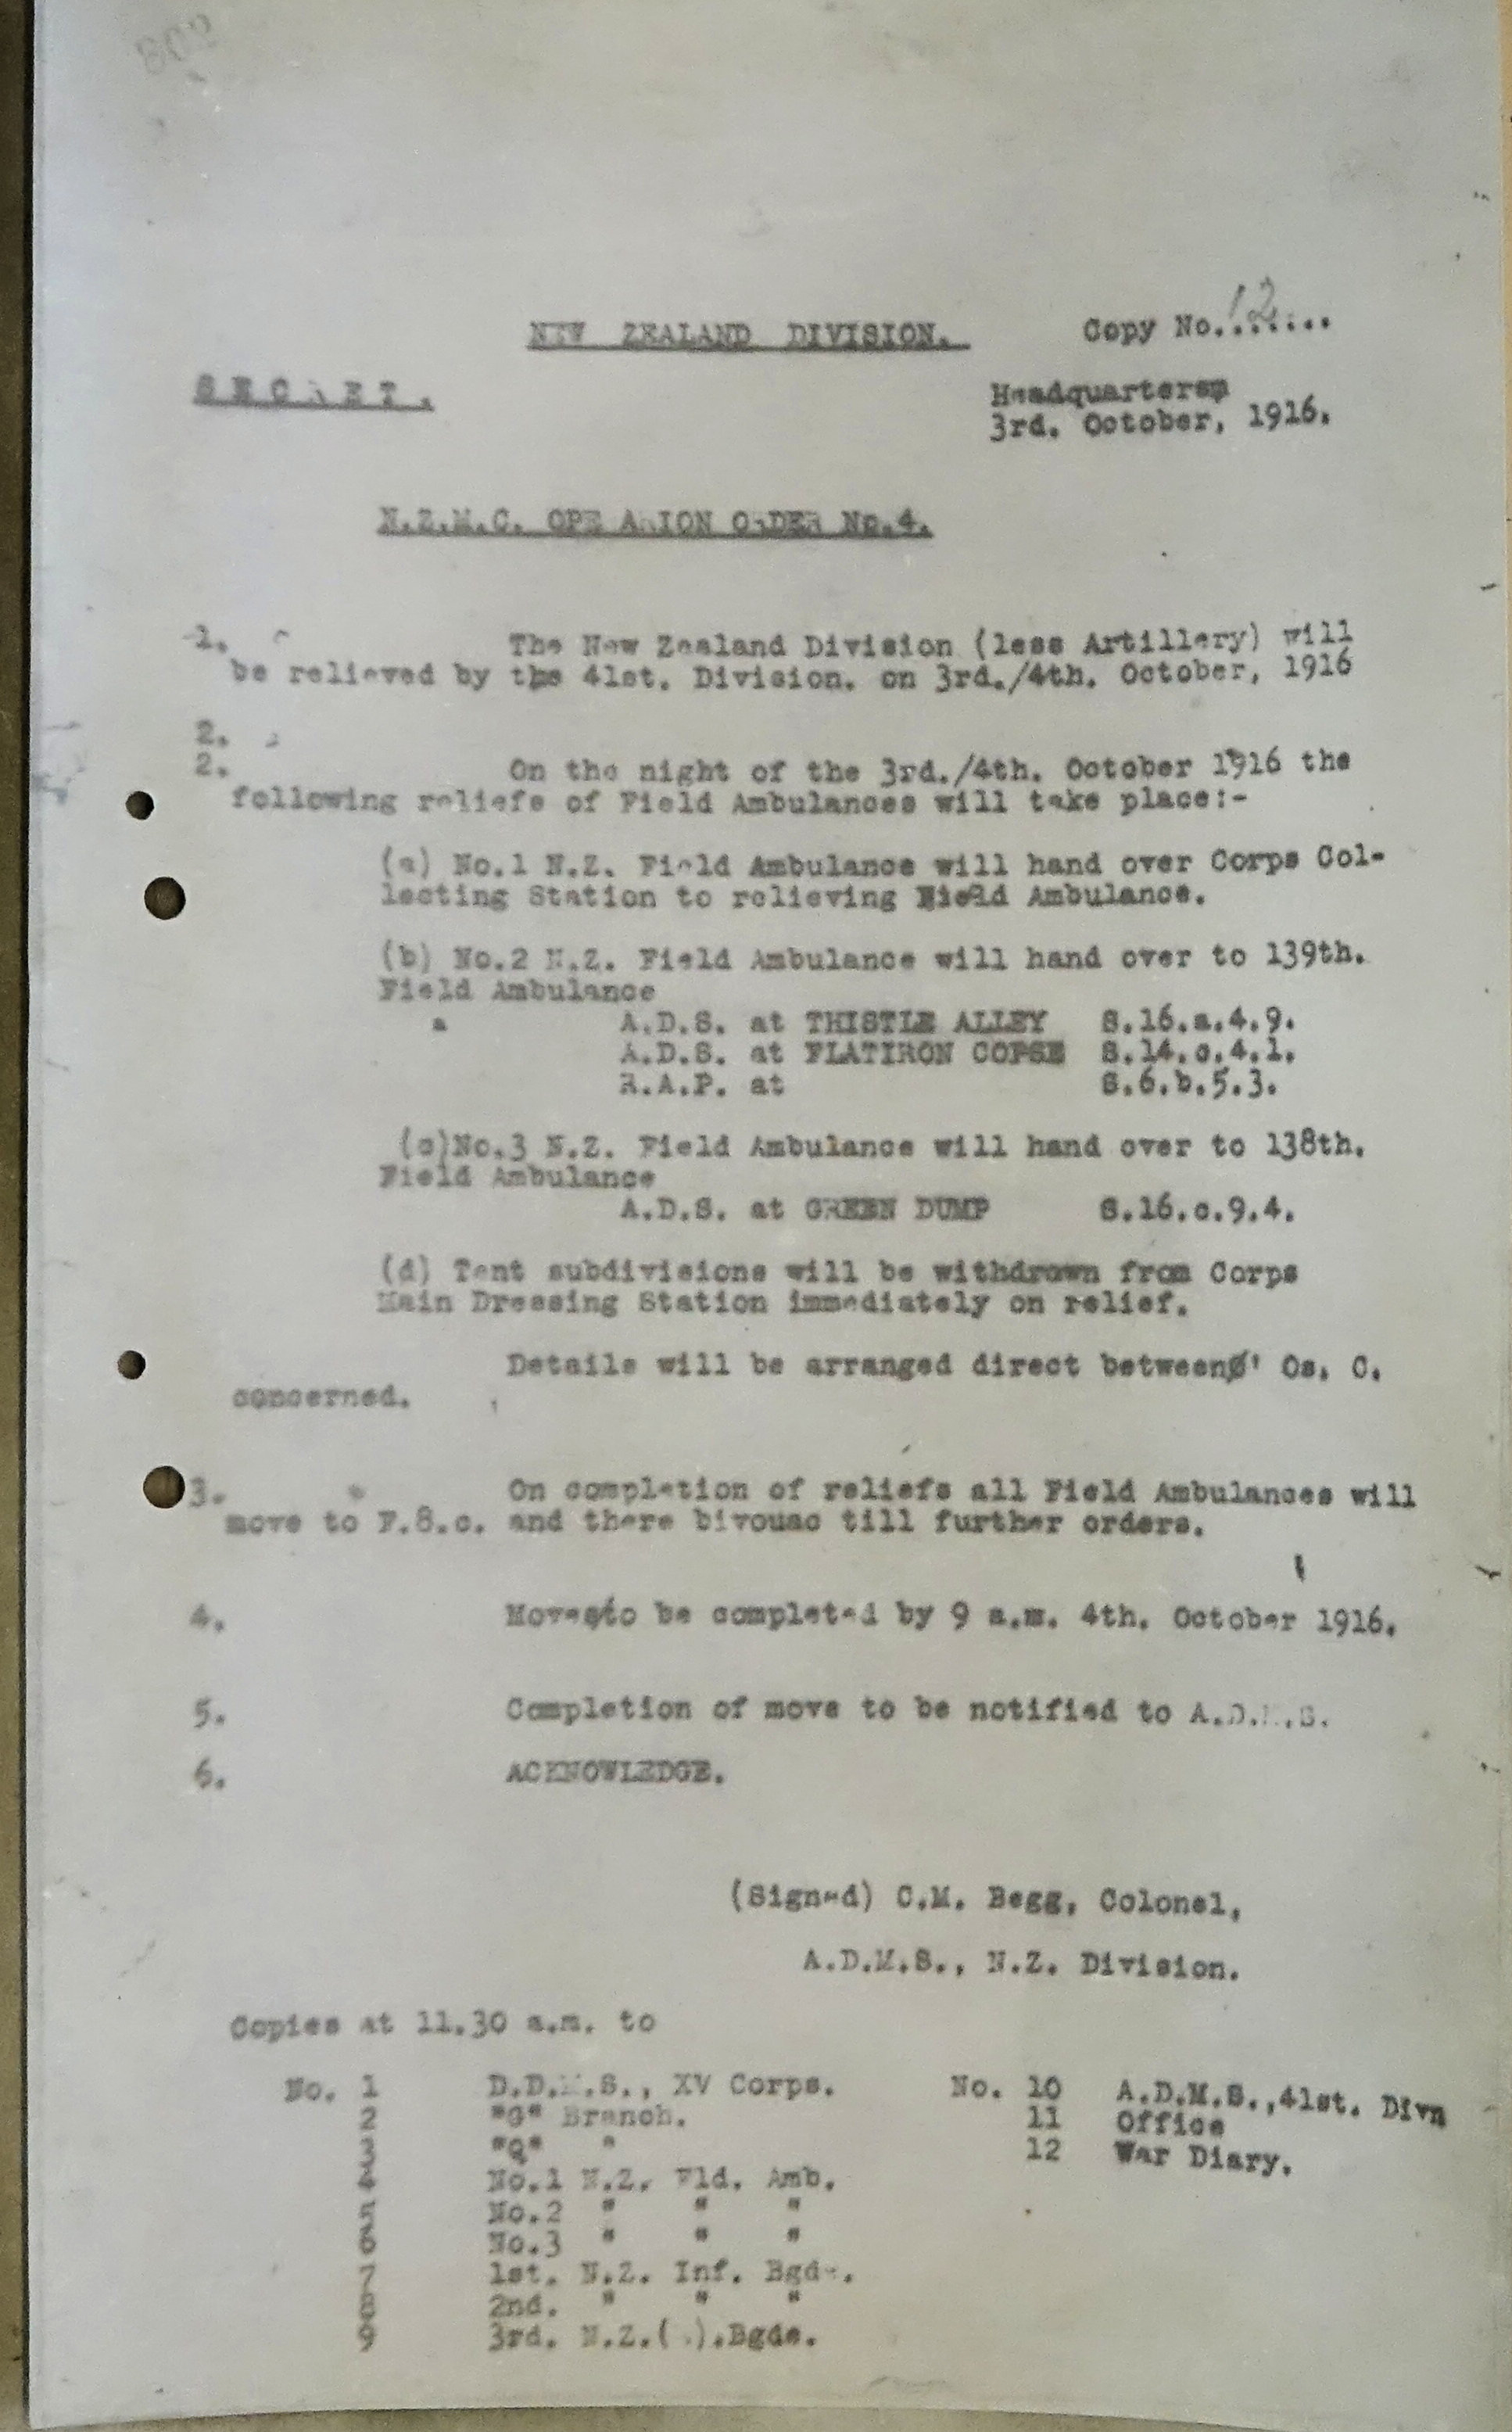 NEW ZEALAND DIVISION. Copy No. 12......
SECRET. Headquarters
3rd. October, 1916.
N.Z.M.C. OPERATION ORDER No.4.
1. The New Zealand Division (less Artillery) will
be relieved by the 41st. Division. on 3rd./4th. October, 1916
2.
2. On the night of the 3rd./4th. October 1916 the
following reliefs of Field Ambulances will take place:-
(a) No.1 N.Z. Field Ambulance will hand over Corps Col-
lecting Station to relieving Field Ambulance.
(b) No.2 N.Z. Field Ambulance will hand over to 139th.
Field Ambulance
A.D.S. at THISTLE ALLEY S.16.a.4.9.
A.D.S. at FLATIRON COPSE S.14.c.4.1.
R.A.P. at S.6.b.5.3.
(c)No.3 N.Z. Field Ambulance will hand over to 138th.
Field Ambulance
A.D.S. at GREEN DUMP S.16.c.9.4.
(d) Tent subdivisions will be withdrawn from Corps
Main Dressing Station immediately on relief.
Details will be arranged direct between Os. C.
concerned.
3. On completion of reliefs all Field Ambulances will
move to F.8.c. and there bivouac till further orders.
4. Moves to be completed by 9 a.m. 4th. October 1916.
5. Completion of move to be notified to A.D.M.S.
6. ACKNOWLEDGE.
(Signed) C.M. Begg, Colonel,
A.D.M.S., N.Z. Division.
Copies at 11.30 a.m. to
No. 1 D.D.M.S., XV Corps. No. 10 A.D.M.S.,41st. Divn
2 "G" Branch. 11 Office
3 "Q" " 12 War Diary.
4 No.1 N.Z. Fld. Amb.
5 No.2 " " "
6 No.3 " " "
7 1st. N.Z. Inf. Bgde.
8 2nd. " " "
9 3rd. N.Z.( ).Bgde.